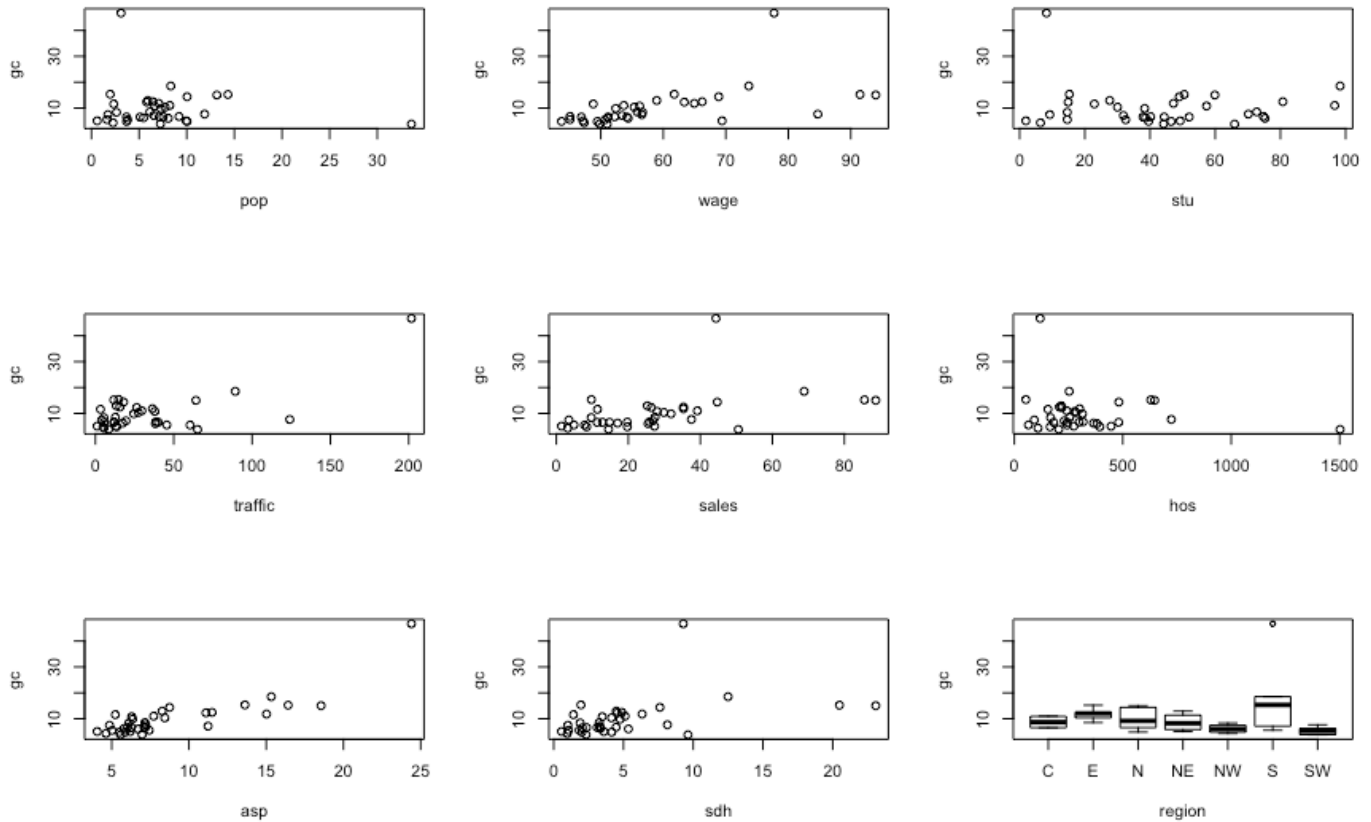 gc 10 30 gc 10 30 gc 10 30
0 5 10 15 20 25 30 50 60 70 80 90 0 20 40 60 80 100
pop wage stu
gc 10 30 gc 10 30 gc 10 30
0 50 100 150 200 0 20 40 60 80 0 500 1000 1500
traffic sales hos
gc 10 30 gc 10 30 gc 10 30
5 10 15 20 25 0 5 10 15 20 C E N NE NW S SW
asp sdh region